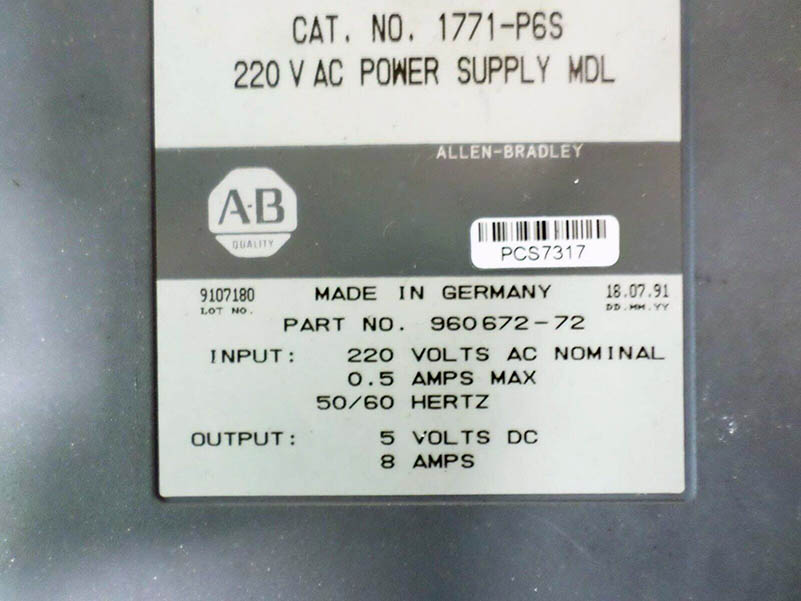 CAT. NO. 1771-P6S
220 V AC POWER SUPPLY MDL
ALLEN-BRADLEY
A-B
QUALITY
PCS7317
9107180 MADE IN GERMANY 18.07.91
LOT NO. DD.MM.YY
PART NO. 960672-72
INPUT: 220 VOLTS AC NOMINAL
0.5 AMPS MAX
50/60 HERTZ
OUTPUT: 5 VOLTS DC
8 AMPS